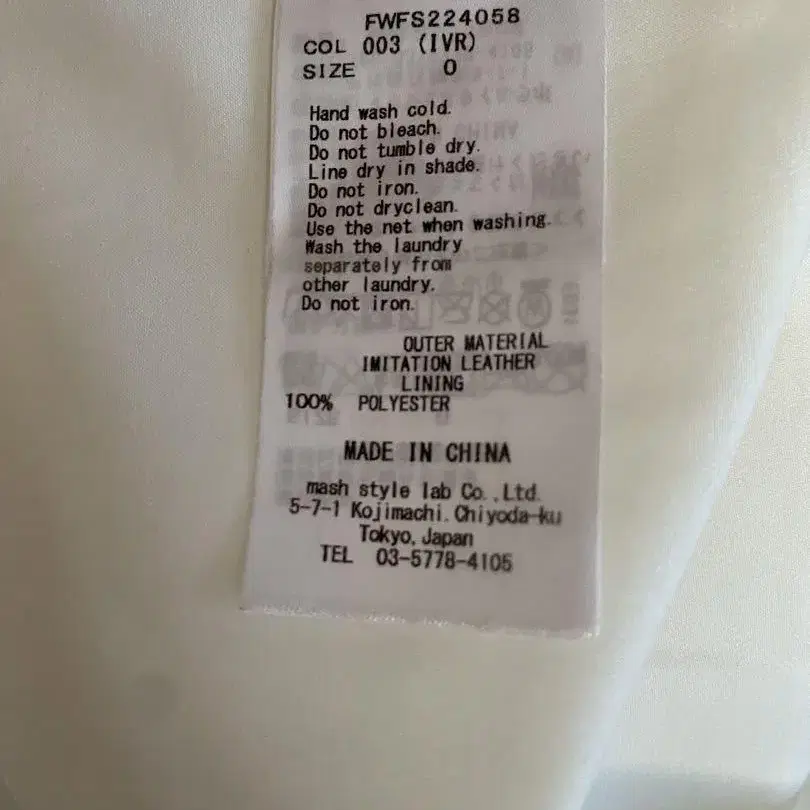 FWFS224058
COL 003 (IVR)
SIZE 0
Hand wash cold.
Do not bleach.
Do not tumble dry.
Line dry in shade.
Do not iron.
Do not dryclean.
Use the net when washing.
Wash the laundry
separately from
other laundry.
Do not iron.
OUTER MATERIAL
IMITATION LEATHER
LINING
100% POLYESTER
MADE IN CHINA
mash style lab Co.,Ltd.
5-7-1 Kojimachi.Chiyoda-ku
Tokyo,Japan
TEL 03-5778-4105